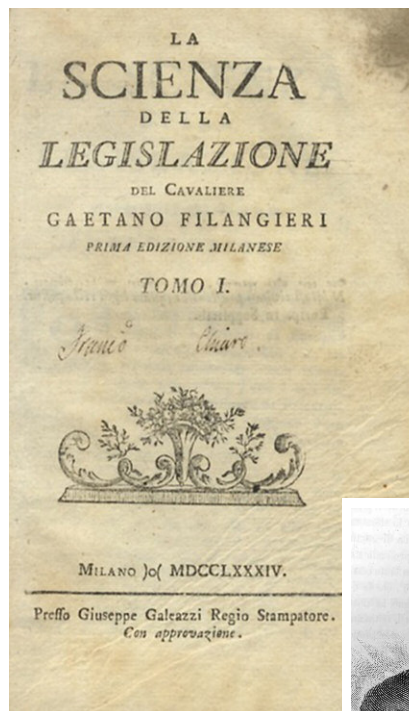 LA
SCIENZA
DELLA
LEGISLAZIONE
DEL CAVALIERE
GAETANO FILANGIERI
PRIMA EDIZIONE MILANESE
TOMO I.
Chiaro.
MILANO )o( MDCCLXXXIV.
Presso Giuseppe Galeazzi Regio Stampatore.
Con approvazione.